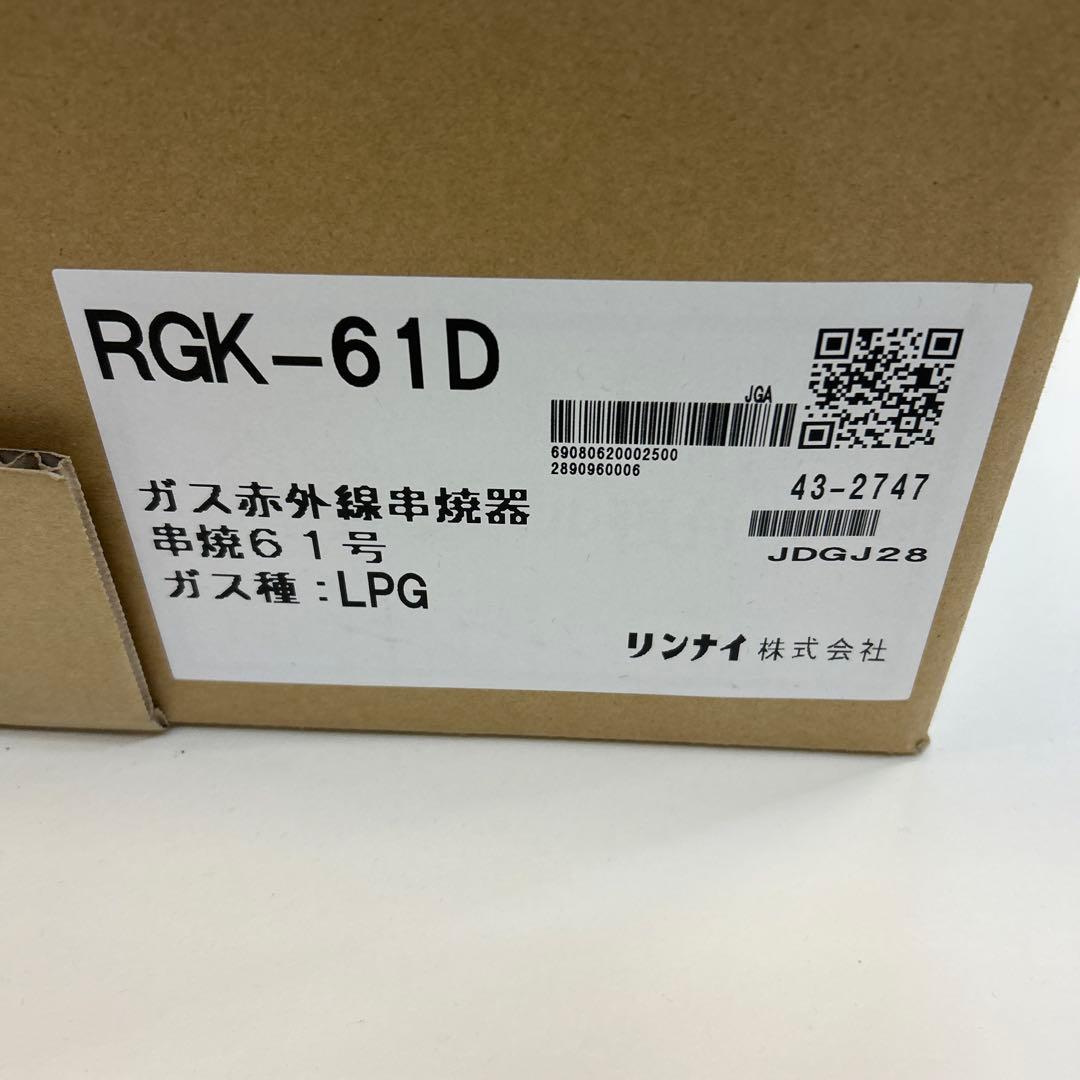 RGK-61D
JGA
69080620002500
2890960006
43-2747
JDGJ28
ガス赤外線串焼器
串焼61号
ガス種:LPG
リンナイ株式会社